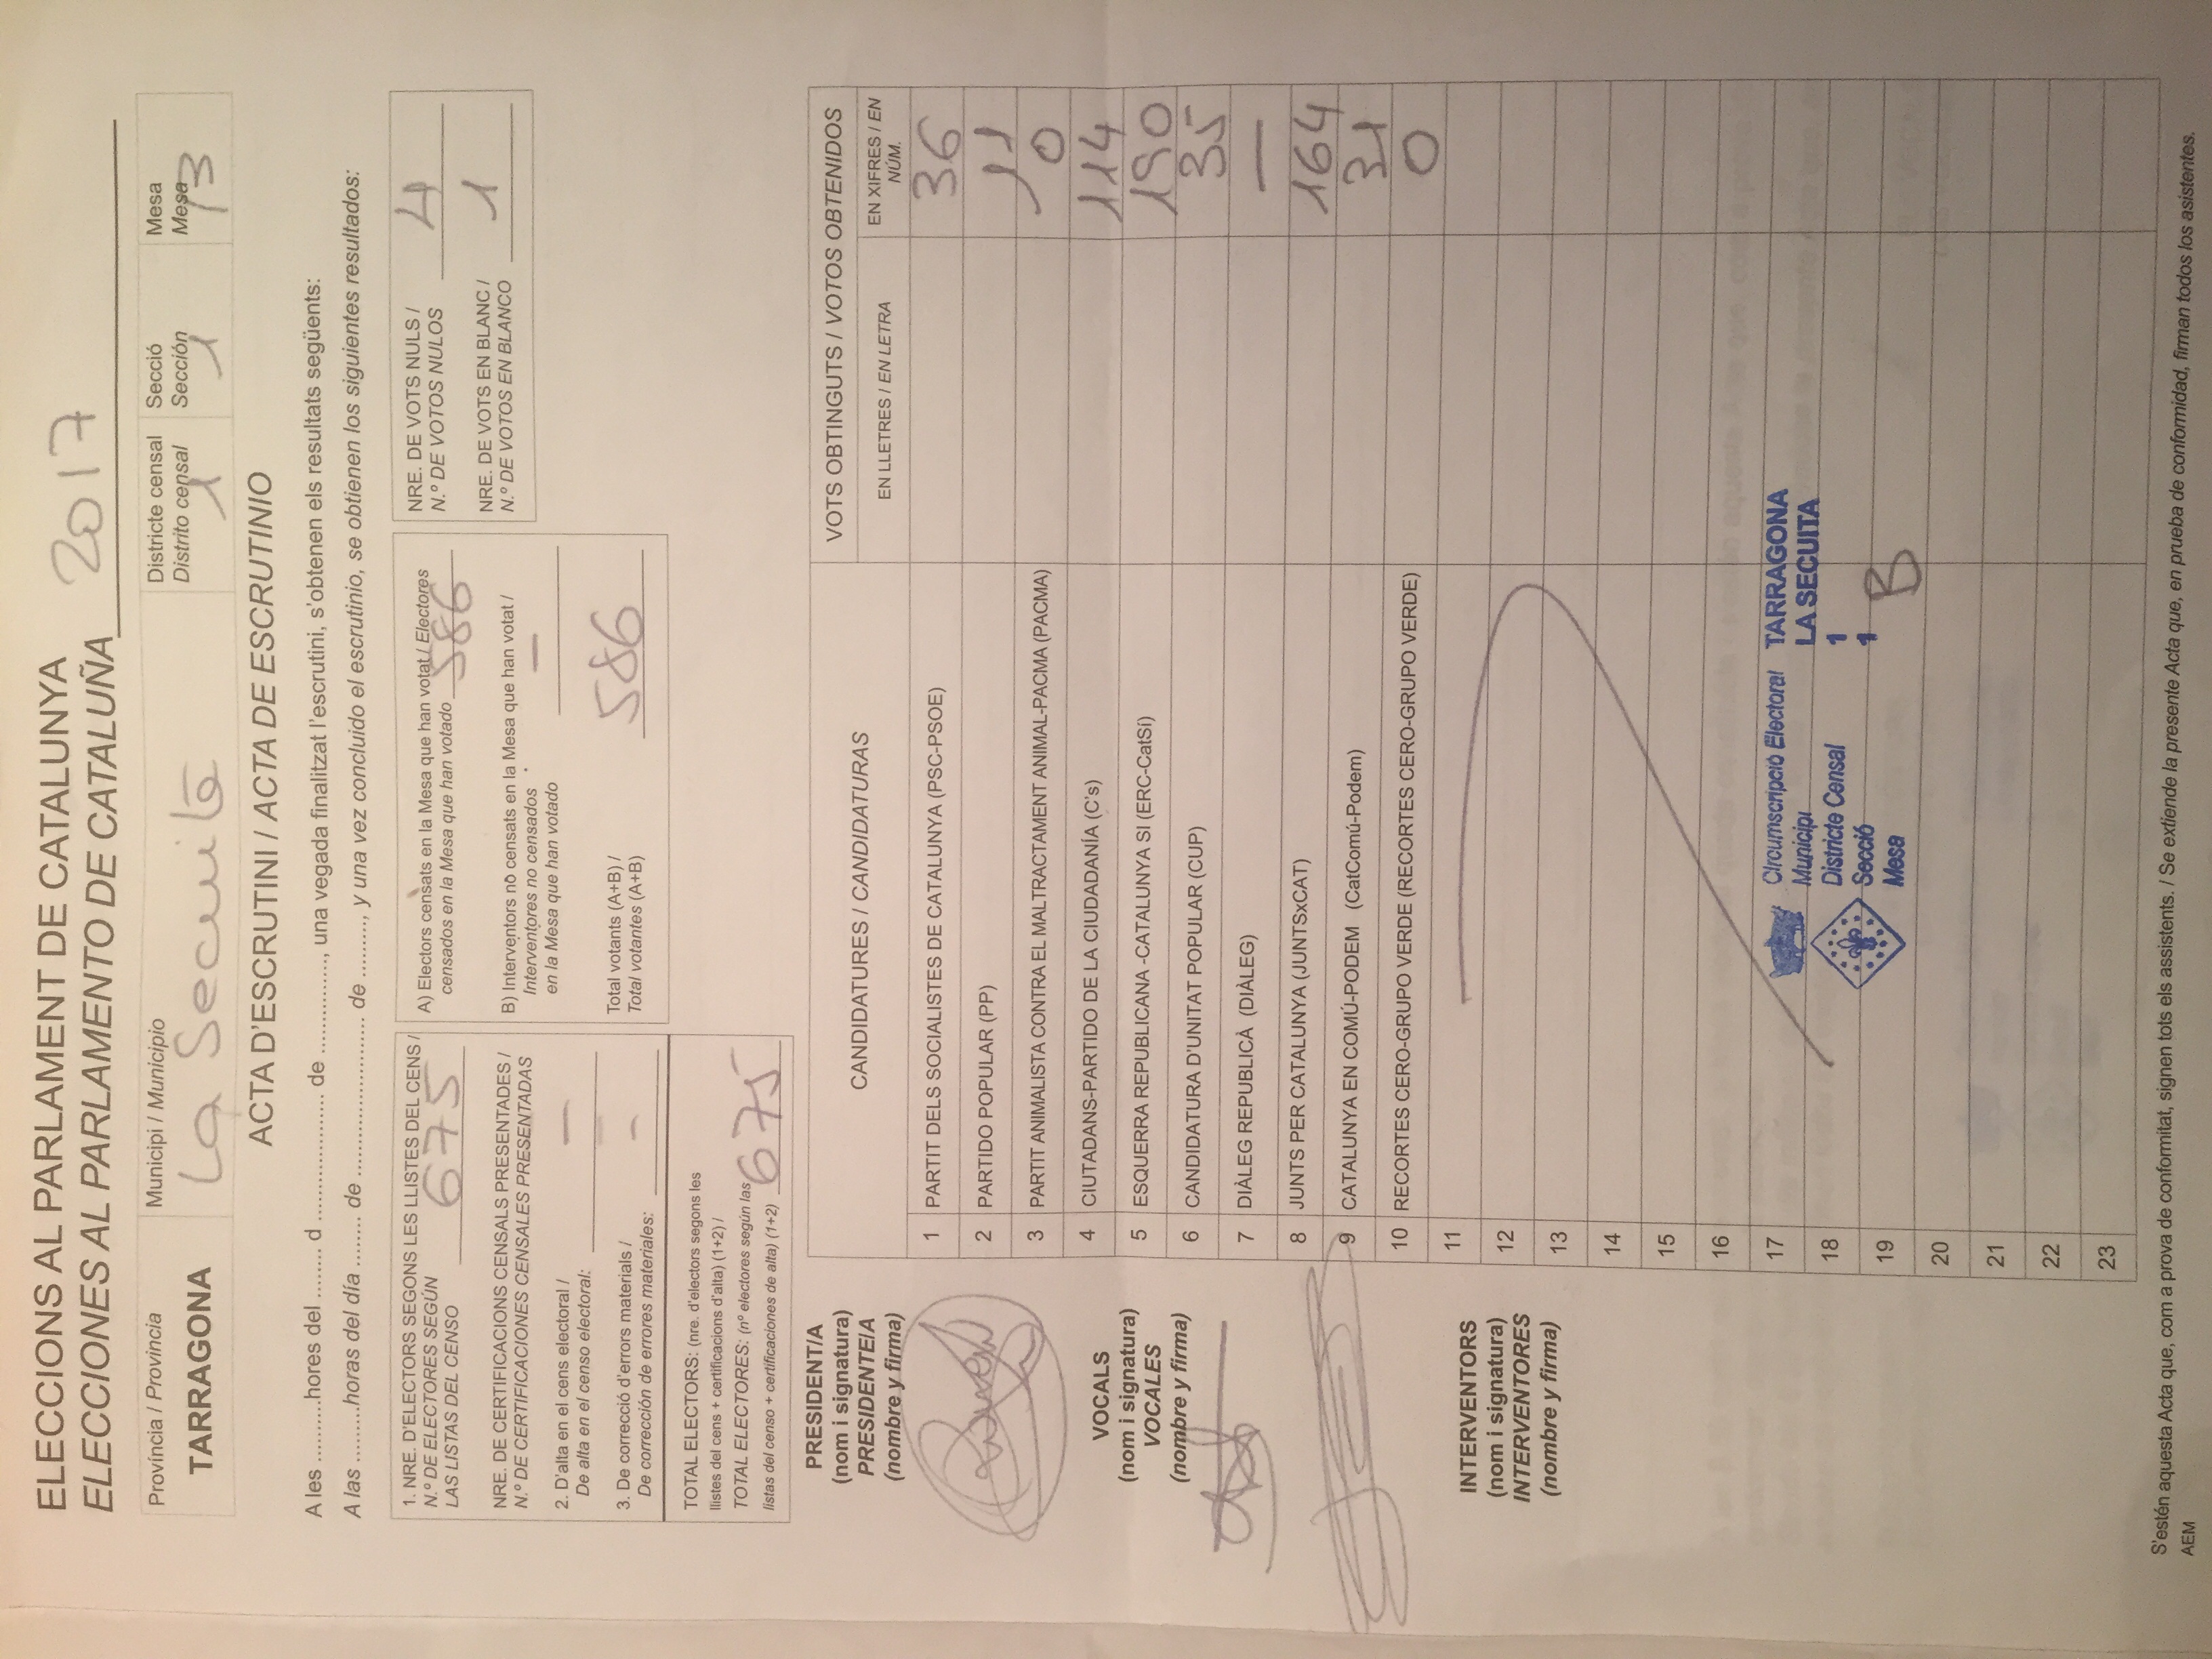 ELECCIONS AL PARLAMENT DE CATALUNYA
ELECCIONES AL PARLAMENTO DE CATALUÑA 2017
Província / Provincia
TARRAGONA
Municipi / Municipio
La Secuita
Districte censal
Distrito censal
1
Secció
Sección
1
Mesa
Mesa
B
ACTA D'ESCRUTINI / ACTA DE ESCRUTINIO
A les ..........hores del ........ d .................... de ..............., una vegada finalitzat l'escrutini, s'obtenen els resultats següents:
A las .........horas del día ........ de ......................... de ........., y una vez concluido el escrutinio, se obtienen los siguientes resultados:
1. NRE. D'ELECTORS SEGONS LES LLISTES DEL CENS /
N.º DE ELECTORES SEGÚN
LAS LISTAS DEL CENSO 675
NRE. DE CERTIFICACIONS CENSALS PRESENTADES /
N.º DE CERTIFICACIONES CENSALES PRESENTADAS
2. D'alta en el cens electoral /
De alta en el censo electoral: —
3. De correcció d'errors materials /
De corrección de errores materiales: —
TOTAL ELECTORS: (nre. d'electors segons les
llistes del cens + certificacions d'alta) (1+2) /
TOTAL ELECTORES: (nº electores según las
listas del censo + certificaciones de alta) (1+2) 675
A) Electors censats en la Mesa que han votat / Electores
censados en la Mesa que han votado 586
B) Interventors no censats en la Mesa que han votat /
Interventores no censados
en la Mesa que han votado —
Total votants (A+B) /
Total votantes (A+B) 586
NRE. DE VOTS NULS /
N.º DE VOTOS NULOS 4
NRE. DE VOTS EN BLANC /
N.º DE VOTOS EN BLANCO 1
PRESIDENT/A
(nom i signatura)
PRESIDENTE/A
(nombre y firma)
VOCALS
(nom i signatura)
VOCALES
(nombre y firma)
INTERVENTORS
(nom i signatura)
INTERVENTORES
(nombre y firma)
CANDIDATURES / CANDIDATURAS
VOTS OBTINGUTS / VOTOS OBTENIDOS
EN LLETRES / EN LETRA
EN XIFRES / EN
NÚM.
1 PARTIT DELS SOCIALISTES DE CATALUNYA (PSC-PSOE) 36
2 PARTIDO POPULAR (PP) 11
3 PARTIT ANIMALISTA CONTRA EL MALTRACTAMENT ANIMAL-PACMA (PACMA) 0
4 CIUTADANS-PARTIDO DE LA CIUDADANÍA (C's) 114
5 ESQUERRA REPUBLICANA -CATALUNYA SI (ERC-CatSí) 190
6 CANDIDATURA D'UNITAT POPULAR (CUP) 35
7 DIÀLEG REPUBLICÀ (DIÀLEG) —
8 JUNTS PER CATALUNYA (JUNTSxCAT) 164
9 CATALUNYA EN COMÚ-PODEM (CatComú-Podem) 31
10 RECORTES CERO-GRUPO VERDE (RECORTES CERO-GRUPO VERDE) 0
11
12
13
14
15
16
17
18
19
20
21
22
23
Circumscripció Electoral TARRAGONA
Municipi LA SECUITA
Districte Censal 1
Secció 1
Mesa B
S'estén aquesta Acta que, com a prova de conformitat, signen tots els assistents. / Se extiende la presente Acta que, en prueba de conformidad, firman todos los asistentes.
AEM